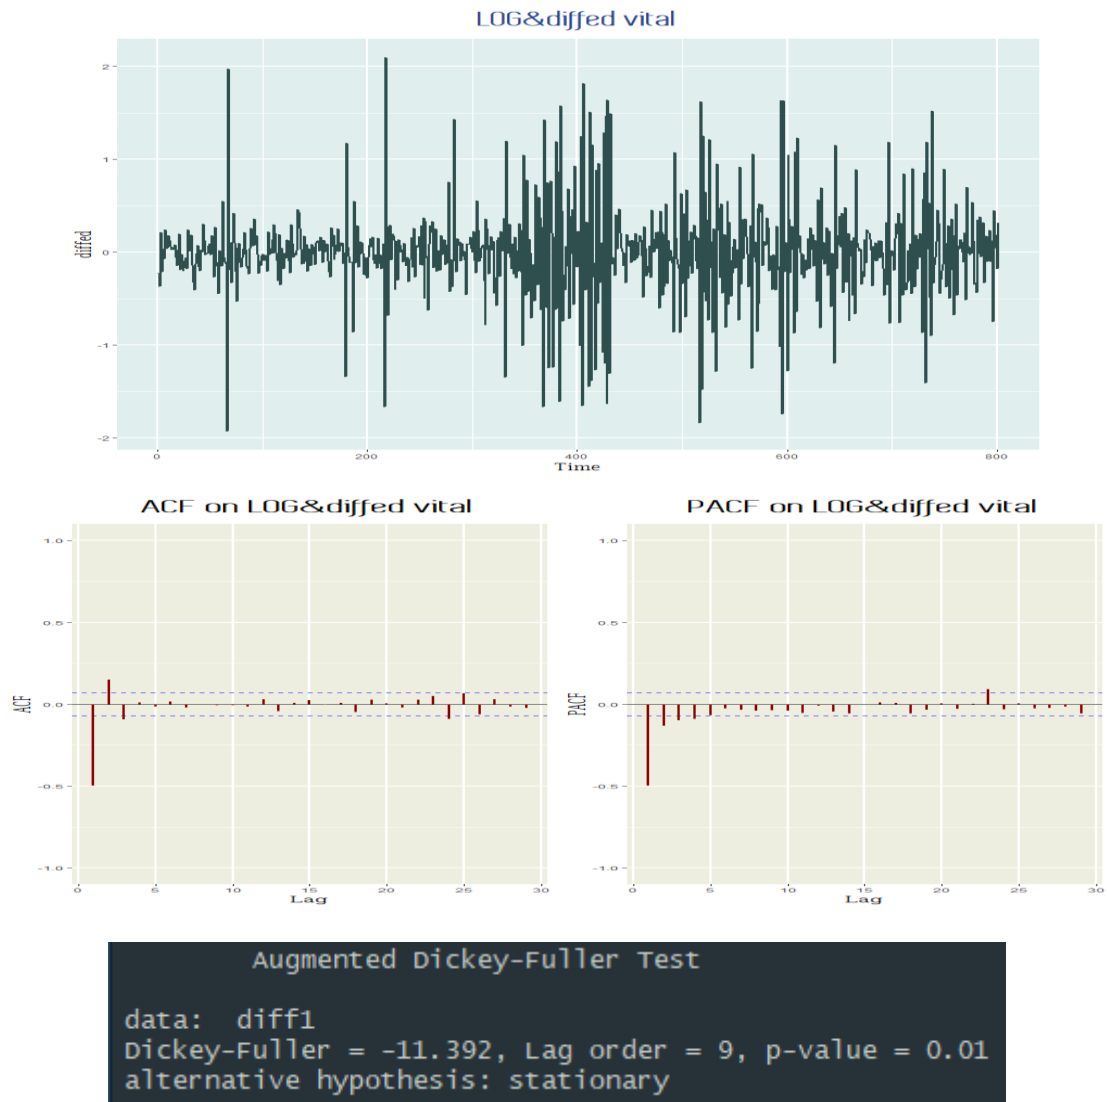 LOG&diffed vital
2
1
0
-1
-2
diffed
0 200 400 600 800
Time
ACF on LOG&diffed vital
1.0
0.5
0.0
-0.5
-1.0
ACF
0 5 10 15 20 25 30
Lag
PACF on LOG&diffed vital
1.0
0.5
0.0
-0.5
-1.0
PACF
0 5 10 15 20 25 30
Lag
Augmented Dickey-Fuller Test
data: diff1
Dickey-Fuller = -11.392, Lag order = 9, p-value = 0.01
alternative hypothesis: stationary